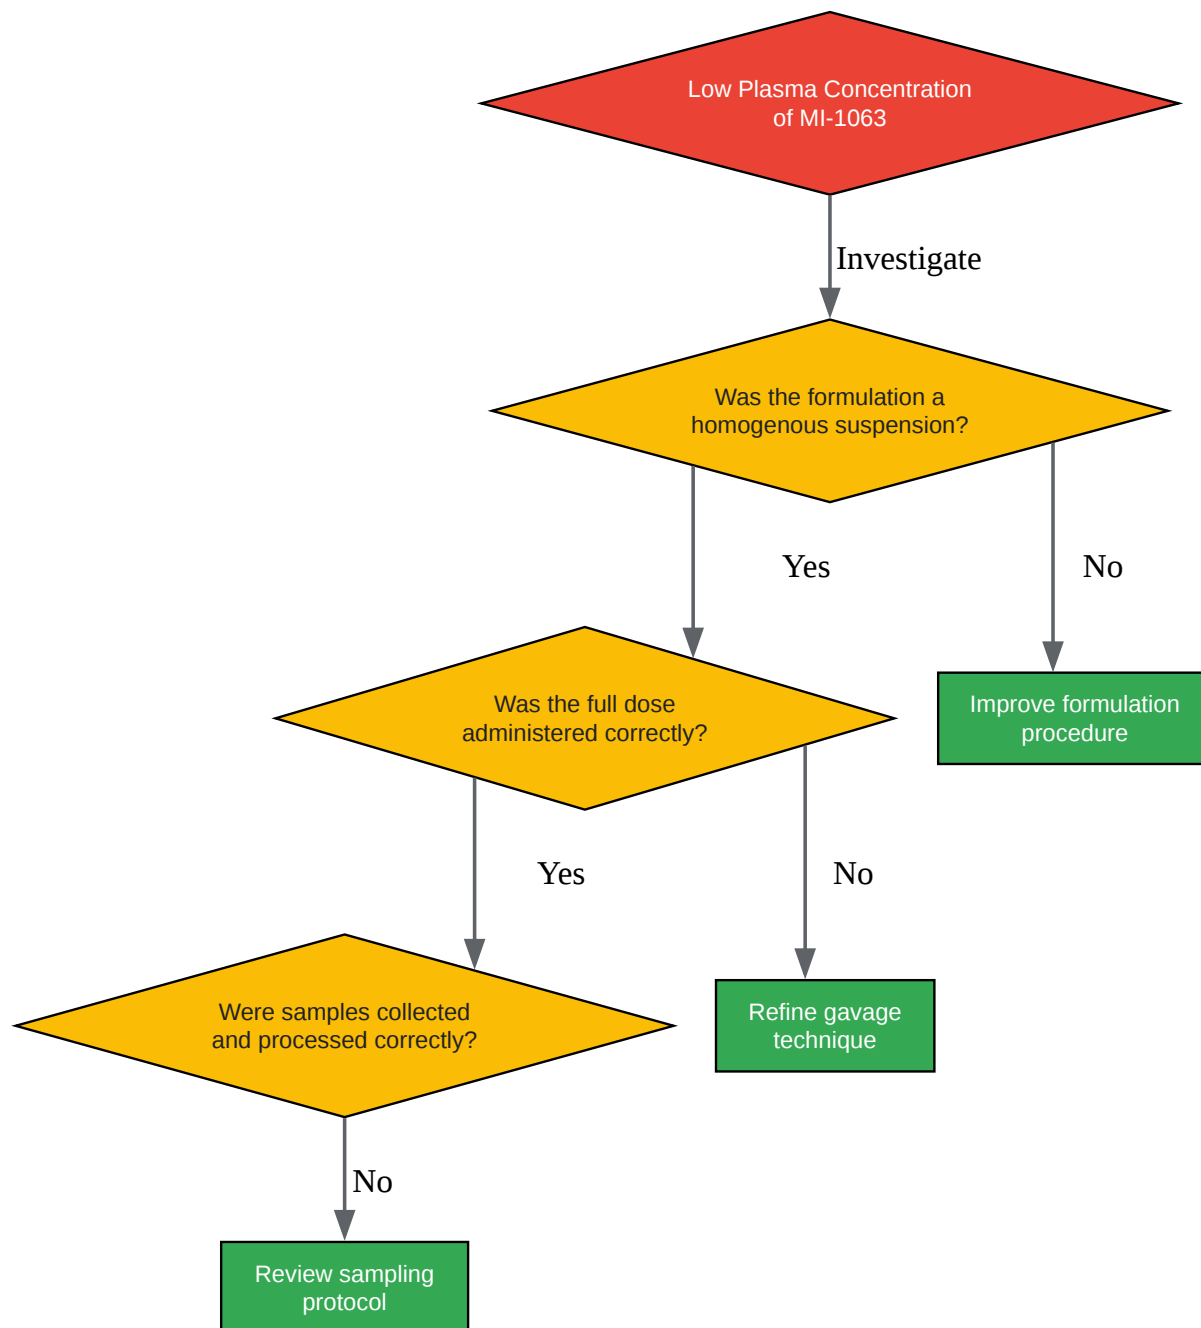 Low Plasma Concentration
of MI-1063
Investigate
Was the formulation a
homogenous suspension?
Yes
No
Was the full dose
administered correctly?
Improve formulation
procedure
Yes
No
Were samples collected
and processed correctly?
Refine gavage
technique
No
Review sampling
protocol